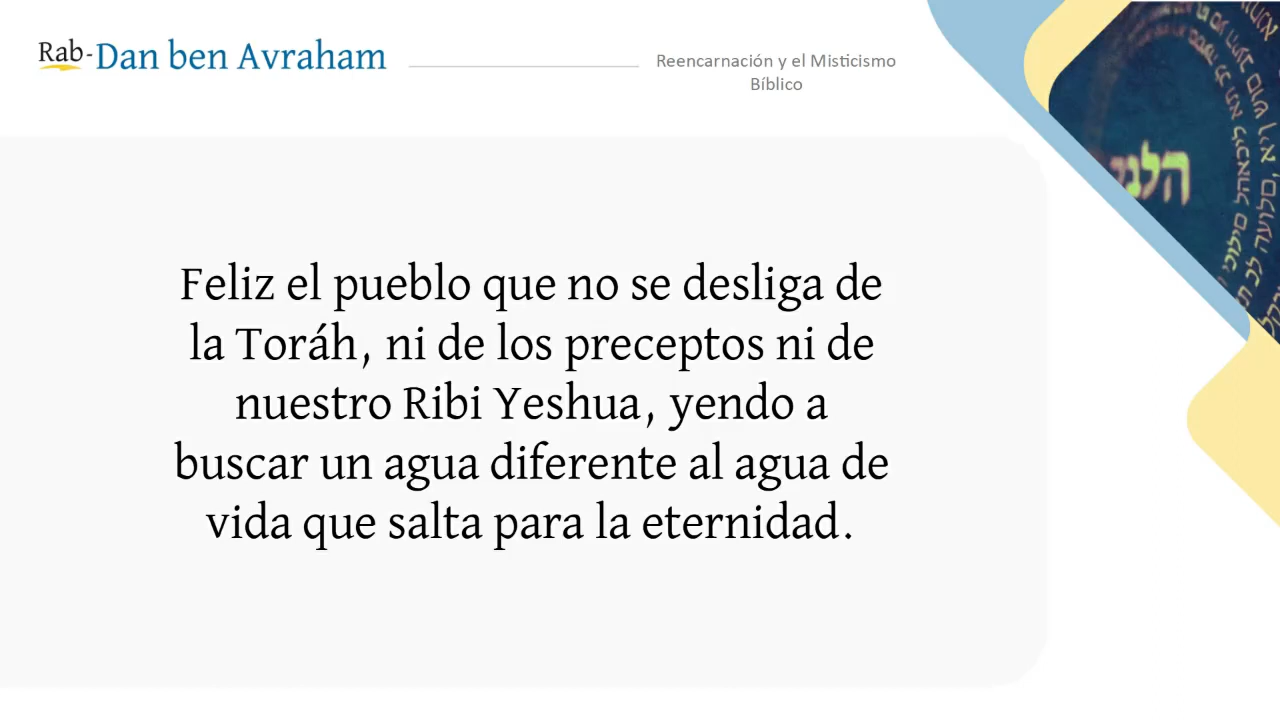 Rab-Dan ben Avraham
Reencarnación y el Misticismo
Bíblico
Feliz el pueblo que no se desliga de
la Toráh, ni de los preceptos ni de
nuestro Ribi Yeshua, yendo a
buscar un agua diferente al agua de
vida que salta para la eternidad.